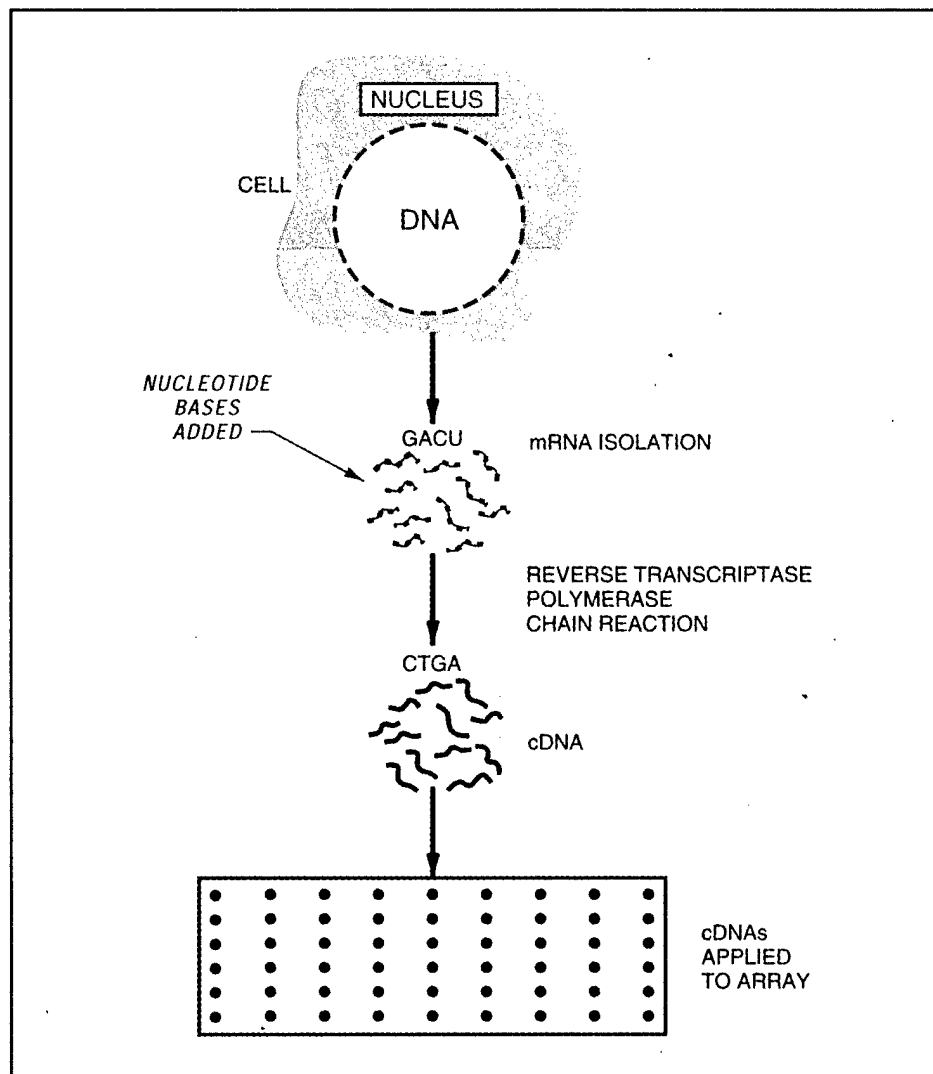 NUCLEUS
CELL
DNA
NUCLEOTIDE
BASES
ADDED
GACU
mRNA ISOLATION
REVERSE TRANSCRIPTASE
POLYMERASE
CHAIN REACTION
CTGA
cDNA
cDNAs
APPLIED
TO ARRAY